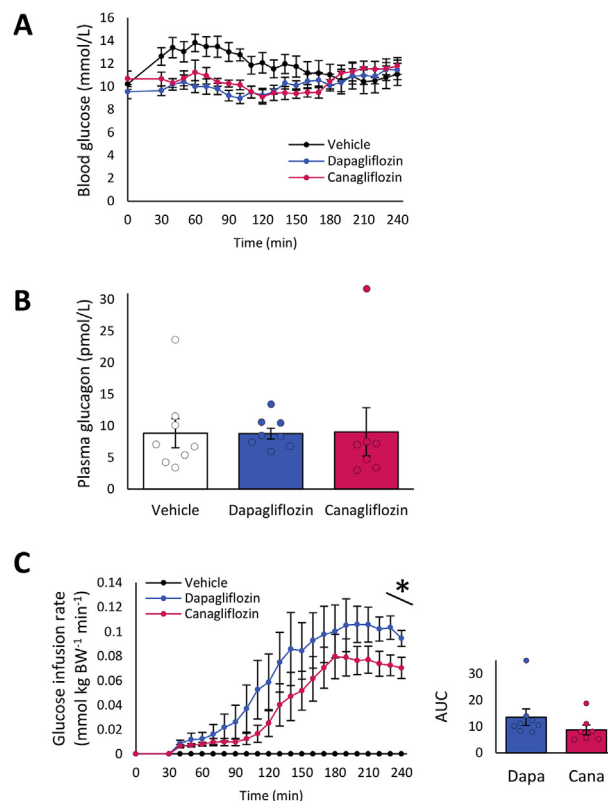 A
Blood glucose (mmol/L)
16
14
12
10
8
6
4
2
0
Vehicle
Dapagliflozin
Canagliflozin
0 30 60 90 120 150 180 210 240
Time (min)
B
Plasma glucagon (pmol/L)
30
25
20
15
10
5
0
Vehicle Dapagliflozin Canagliflozin
C
Glucose infusion rate
(mmol kg BW⁻¹ min⁻¹)
0.14
0.12
0.1
0.08
0.06
0.04
0.02
0
Vehicle
Dapagliflozin
Canagliflozin
*
0 30 60 90 120 150 180 210 240
Time (min)
AUC
30
20
10
0
Dapa Cana